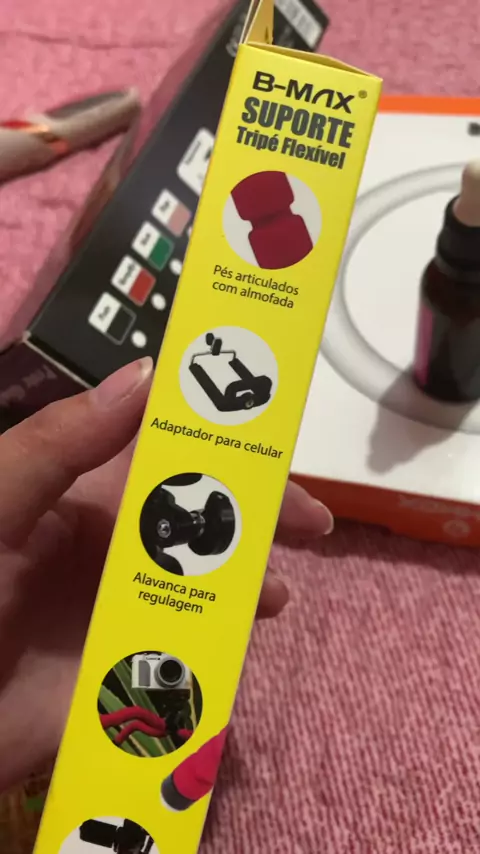 B-MAX®
SUPORTE
Tripé Flexível
Pés articulados
com almofada
Adaptador para celular
Alavanca para
regulagem